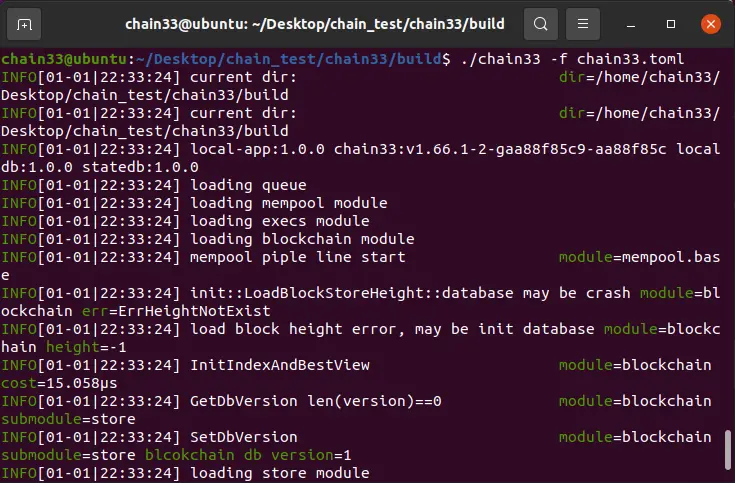 chain33@ubuntu: ~/Desktop/chain_test/chain33/build
chain33@ubuntu:~/Desktop/chain_test/chain33/build$ ./chain33 -f chain33.toml
INFO[01-01|22:33:24] current dir: dir=/home/chain33/
Desktop/chain_test/chain33/build
INFO[01-01|22:33:24] current dir: dir=/home/chain33/
Desktop/chain_test/chain33/build
INFO[01-01|22:33:24] local-app:1.0.0 chain33:v1.66.1-2-gaa88f85c9-aa88f85c local
db:1.0.0 statedb:1.0.0
INFO[01-01|22:33:24] loading queue
INFO[01-01|22:33:24] loading mempool module
INFO[01-01|22:33:24] loading execs module
INFO[01-01|22:33:24] loading blockchain module
INFO[01-01|22:33:24] mempool piple line start module=mempool.bas
e
INFO[01-01|22:33:24] init::LoadBlockStoreHeight::database may be crash module=bl
ockchain err=ErrHeightNotExist
INFO[01-01|22:33:24] load block height error, may be init database module=blockc
hain height=-1
INFO[01-01|22:33:24] InitIndexAndBestView module=blockchain
cost=15.058µs
INFO[01-01|22:33:24] GetDbVersion len(version)==0 module=blockchain
submodule=store
INFO[01-01|22:33:24] SetDbVersion module=blockchain
submodule=store blcokchain db version=1
INFO[01-01|22:33:24] loading store module